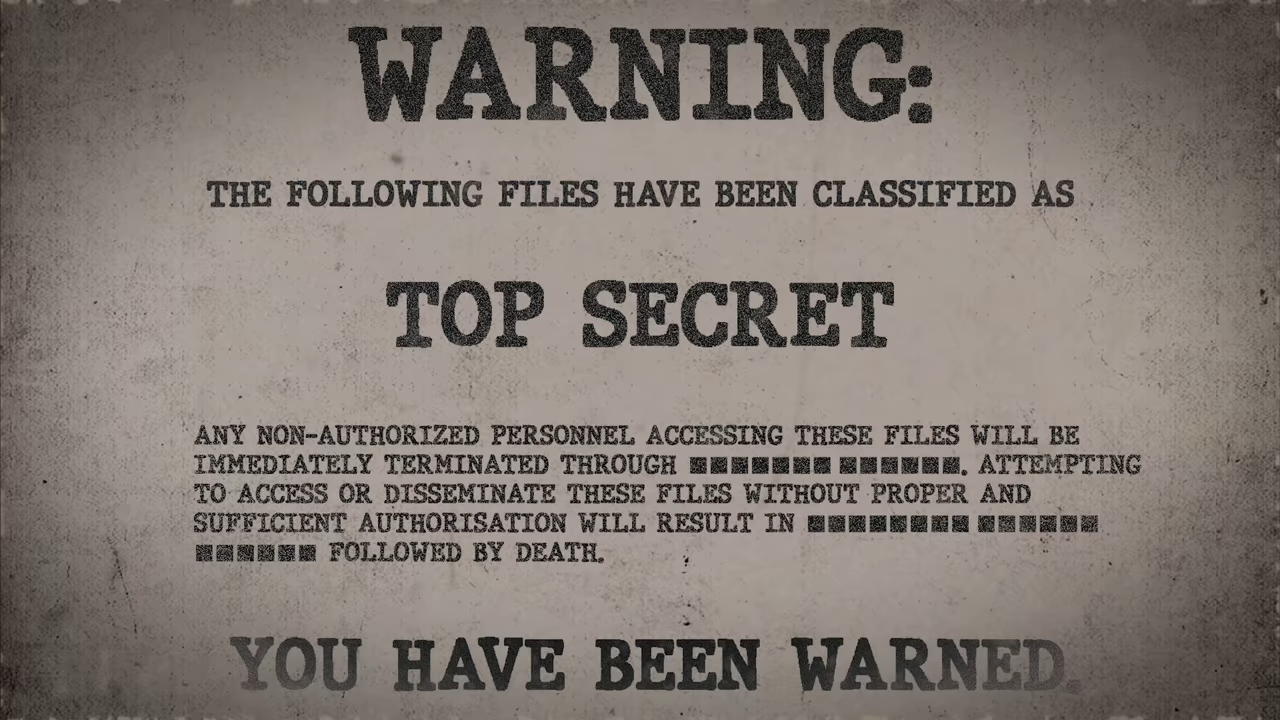 WARNING:
THE FOLLOWING FILES HAVE BEEN CLASSIFIED AS
TOP SECRET
ANY NON-AUTHORIZED PERSONNEL ACCESSING THESE FILES WILL BE
IMMEDIATELY TERMINATED THROUGH ■■■■■■■ ■■■■■■. ATTEMPTING
TO ACCESS OR DISSEMINATE THESE FILES WITHOUT PROPER AND
SUFFICIENT AUTHORISATION WILL RESULT IN ■■■■■■■■ ■■■■■■
■■■■■■ FOLLOWED BY DEATH.
YOU HAVE BEEN WARNED.